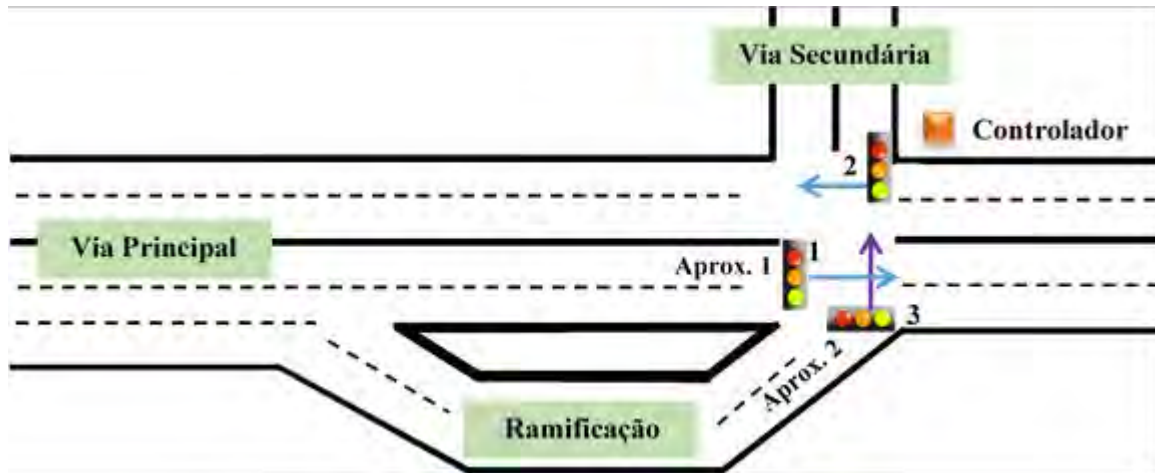 Via Secundária
Controlador
2
Via Principal
Aprox. 1
1
3
Aprox. 2
Ramificação